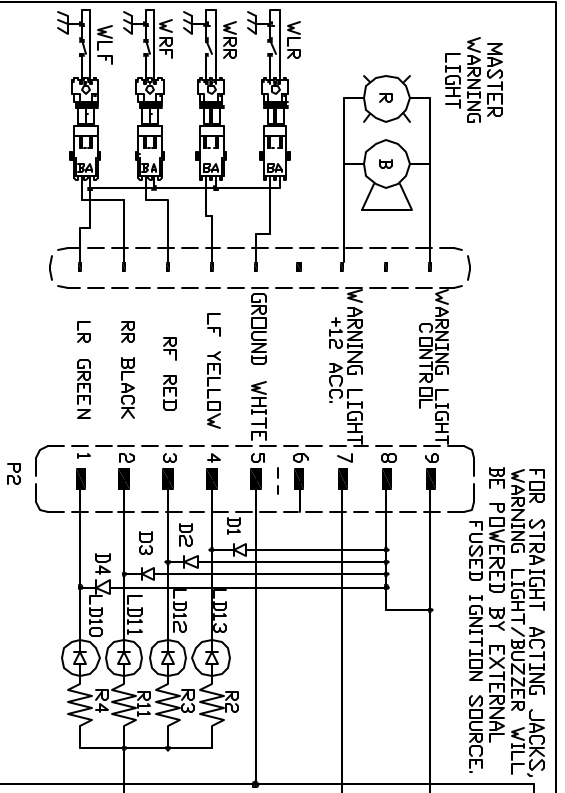 WLF
WRF
WRR
WLR
MASTER
WARNING
LIGHT
R
B
BA
BA
BA
BA
WARNING LIGHT
CONTROL
WARNING LIGHT
+12 ACC.
GROUND WHITE
LF YELLOW
RF RED
RR BLACK
LR GREEN
P2
1
2
3
4
5
6
7
8
9
FOR STRAIGHT ACTING JACKS,
WARNING LIGHT/BUZZER WILL
BE POWERED BY EXTERNAL
FUSED IGNITION SOURCE.
D1
D2
D3
D4
LD10
LD11
LD12
LD13
R4
R11
R3
R2